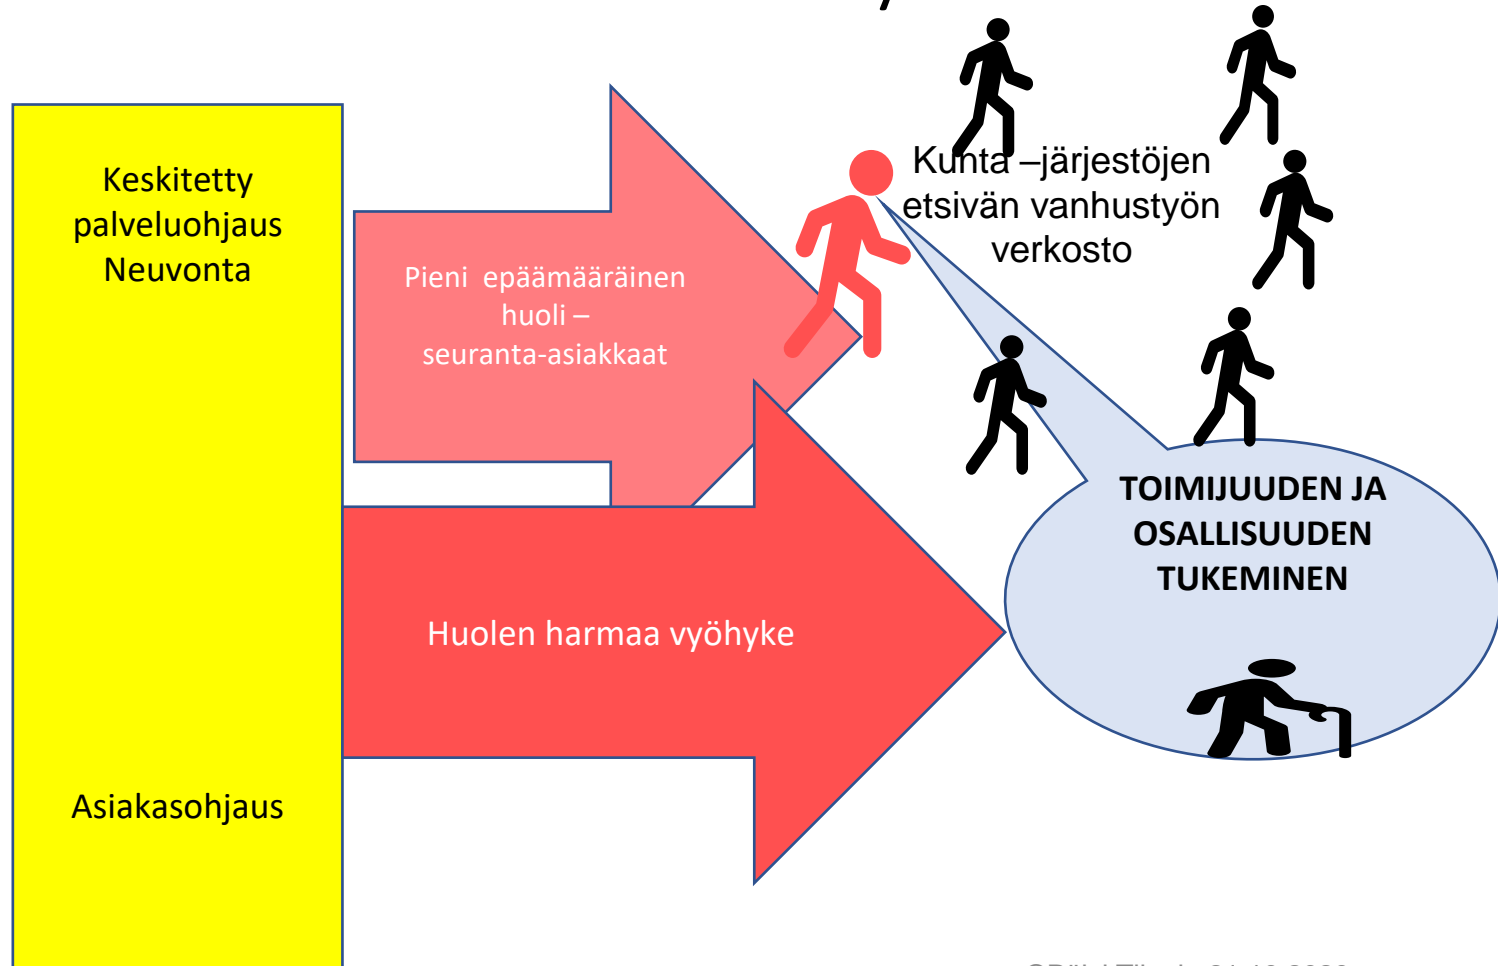 Keskitetty
palveluohjaus
Neuvonta
Pieni epäämääräinen
huoli –
seuranta-asiakkaat
Kunta –järjestöjen
etsivän vanhustyön
verkosto
TOIMIJUUDEN JA
OSALLISUUDEN
TUKEMINEN
Huolen harmaa vyöhyke
Asiakasohjaus